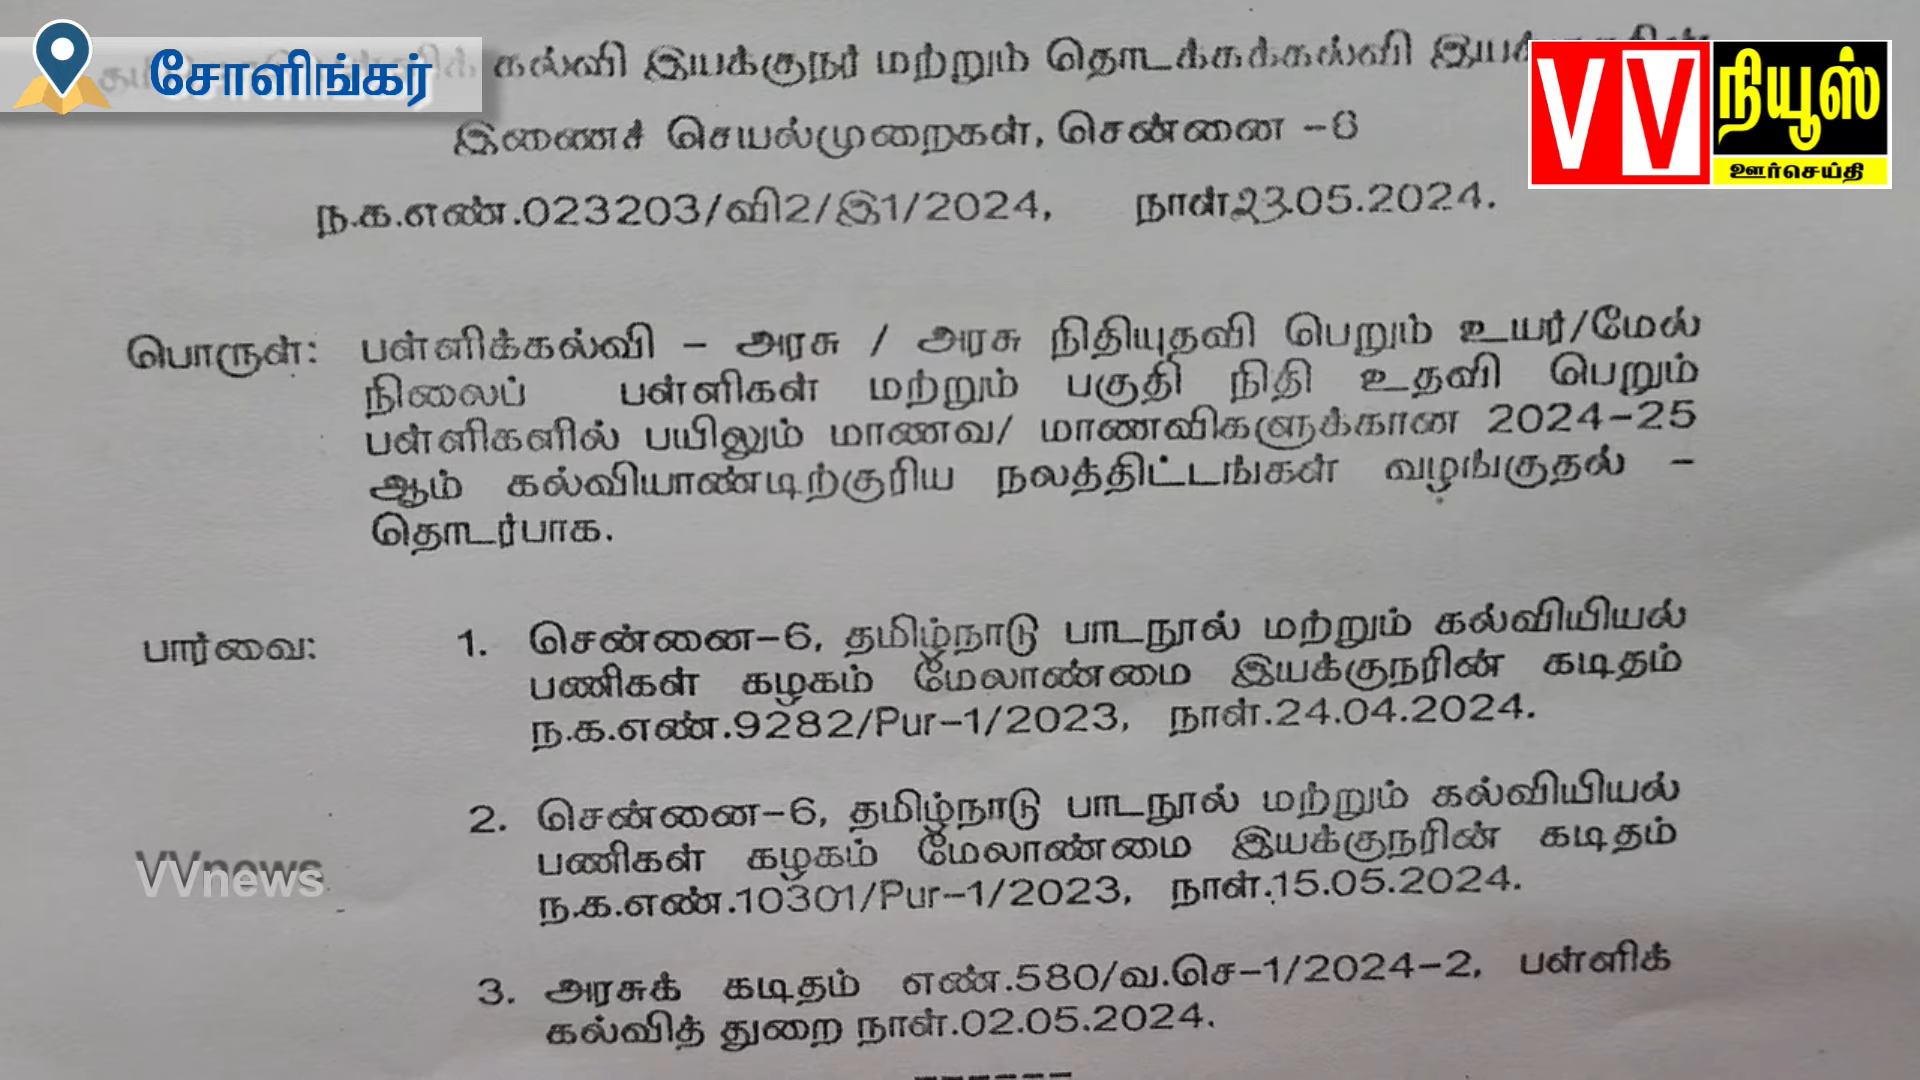 சோளிங்கர்
கல்வி இயக்குநர் மற்றும் தொடக்கக்கல்வி
இணைச் செயல்முறைகள், சென்னை -6
ந.க.எண்.023203/வி2/இ1/2024, நாள்.23.05.2024.
VV
நியூஸ்
ஊர்செய்தி
பொருள்: பள்ளிக்கல்வி - அரசு / அரசு நிதியுதவி பெறும் உயர்/மேல்
நிலைப் பள்ளிகள் மற்றும் பகுதி நிதி உதவி பெறும்
பள்ளிகளில் பயிலும் மாணவ/ மாணவிகளுக்கான 2024-25
ஆம் கல்வியாண்டிற்குரிய நலத்திட்டங்கள் வழங்குதல் -
தொடர்பாக.
பார்வை: 1. சென்னை-6, தமிழ்நாடு பாடநூல் மற்றும் கல்வியியல்
பணிகள் கழகம் மேலாண்மை இயக்குநரின் கடிதம்
ந.க.எண்.9282/Pur-1/2023, நாள்.24.04.2024.
2. சென்னை-6, தமிழ்நாடு பாடநூல் மற்றும் கல்வியியல்
பணிகள் கழகம் மேலாண்மை இயக்குநரின் கடிதம்
ந.க.எண்.10301/Pur-1/2023, நாள்.15.05.2024.
VVnews
3. அரசுக் கடிதம் எண்.580/வ.செ-1/2024-2, பள்ளிக்
கல்வித் துறை நாள்.02.05.2024.